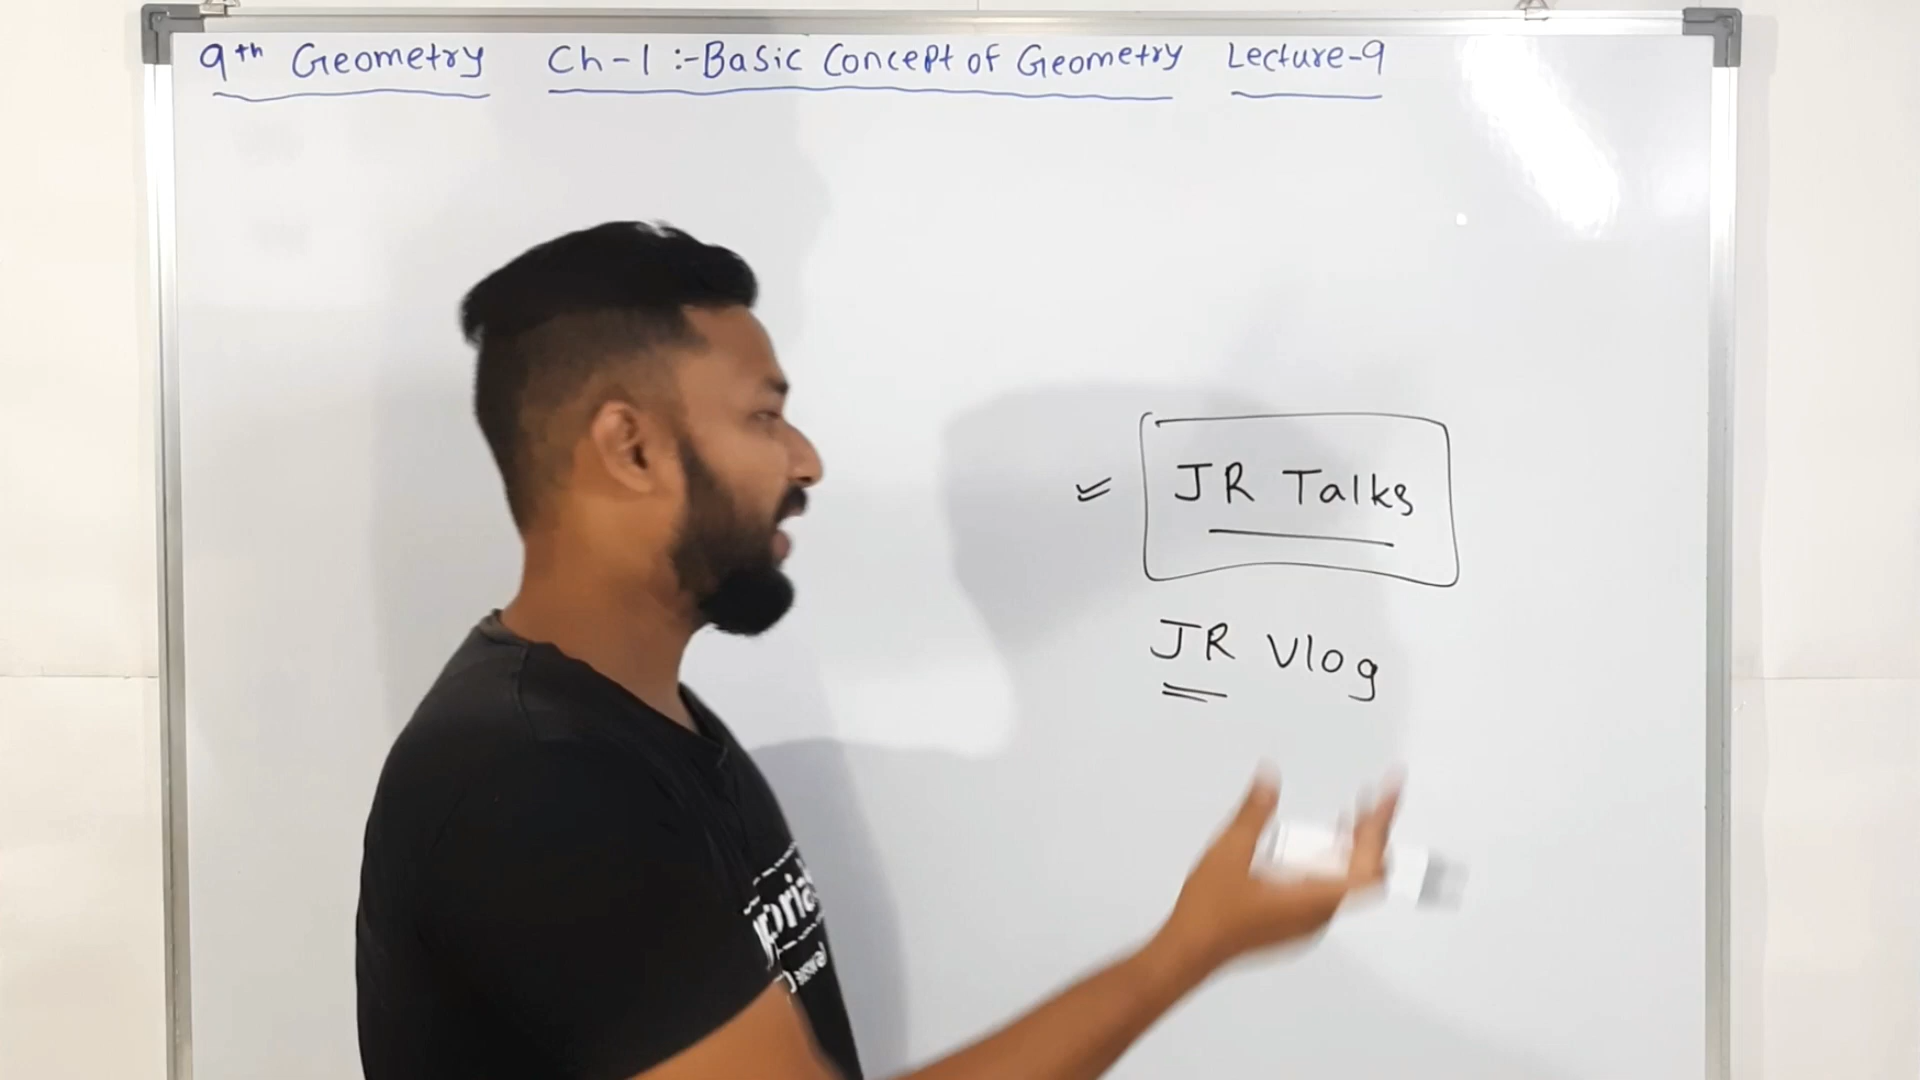 9th Geometry Ch-1 :- Basic Concept of Geometry Lecture-9
JR Talks
JR Vlog